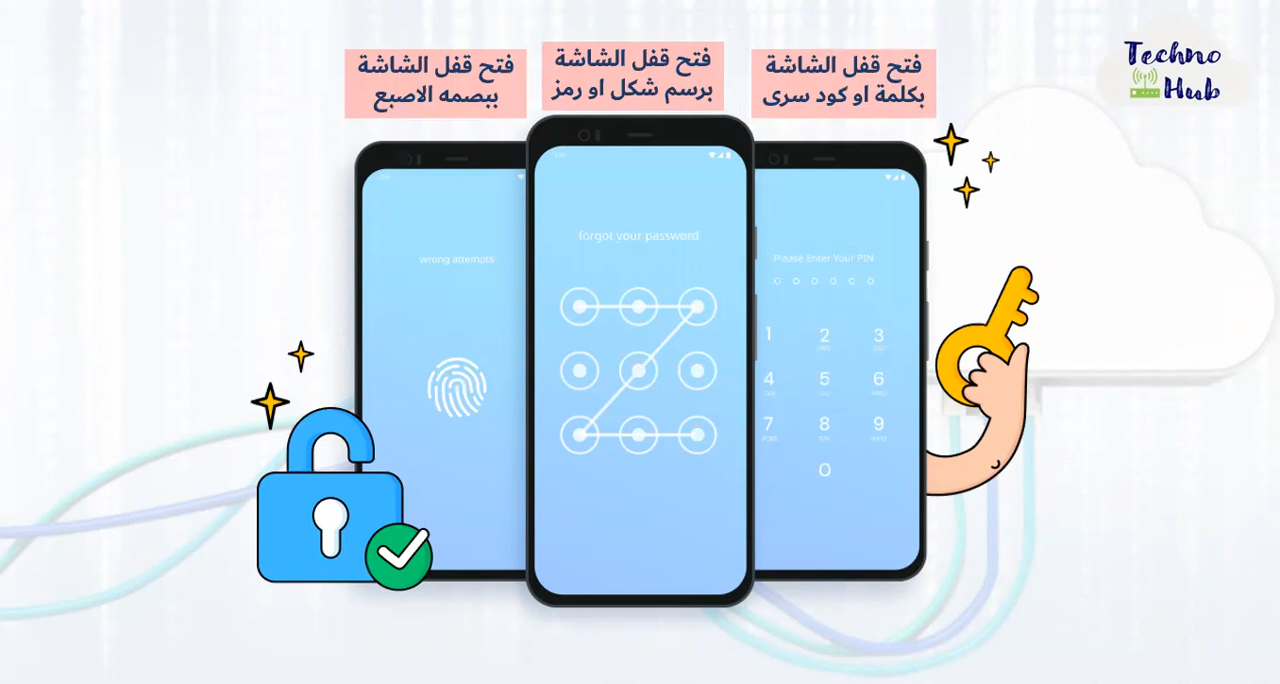 فتح قفل الشاشة
بكلمة او كود سرى
فتح قفل الشاشة
برسم شكل او رمز
فتح قفل الشاشة
ببصمه الاصبع
Techno
Hub
wrong attempts
forgot your password
Please Enter Your PIN
1 2 3
4 5 6
7 8 9
0